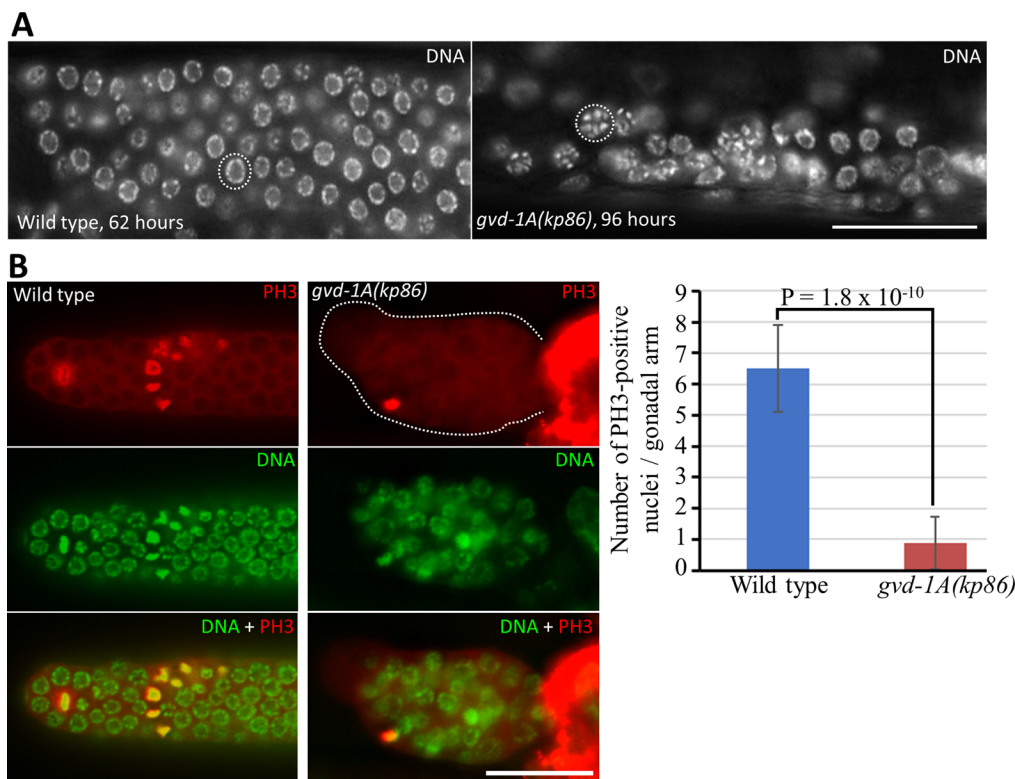 A
DNA
DNA
Wild type, 62 hours
gvd-1A(kp86), 96 hours
B
Wild type
PH3
gvd-1A(kp86)
PH3
DNA
DNA
DNA + PH3
DNA + PH3
Number of PH3-positive
nuclei / gonadal arm
9
8
7
6
5
4
3
2
1
0
P = 1.8 x 10⁻¹⁰
Wild type
gvd-1A(kp86)